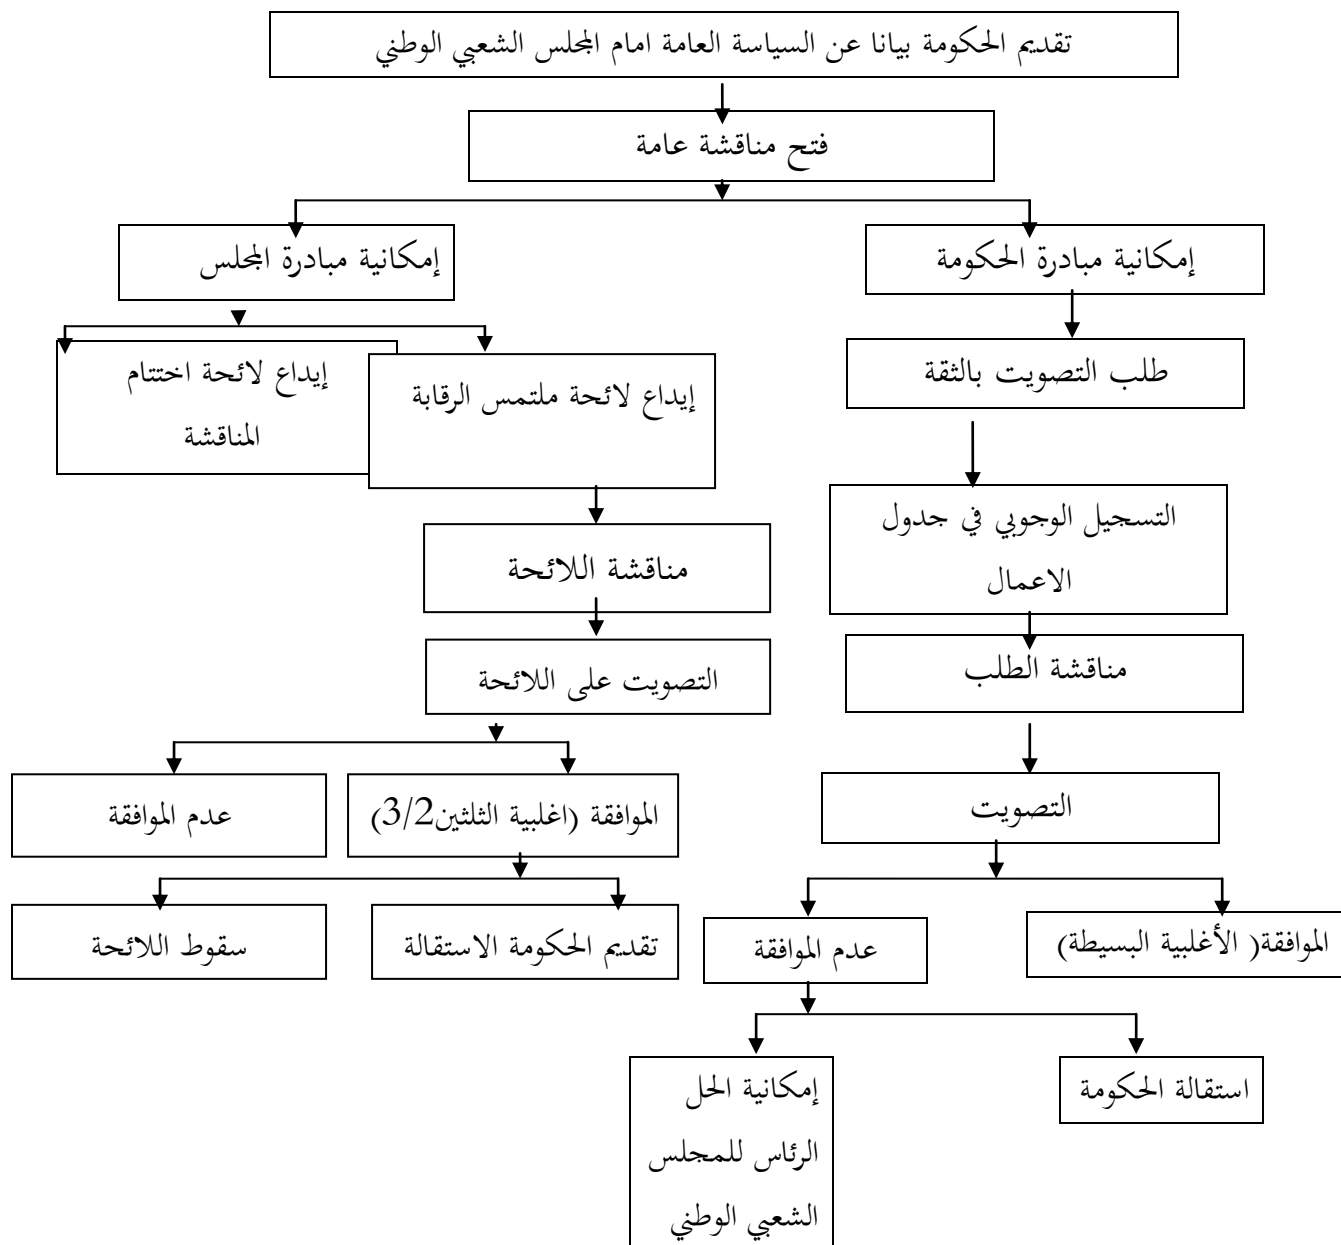 تقديم الحكومة بيانا عن السياسة العامة امام المجلس الشعبي الوطني
فتح مناقشة عامة
إمكانية مبادرة الحكومة
إمكانية مبادرة المجلس
طلب التصويت بالثقة
إيداع لائحة ملتمس الرقابة
إيداع لائحة اختتام
المناقشة
التسجيل الوجوبي في جدول
الاعمال
مناقشة اللائحة
مناقشة الطلب
التصويت على اللائحة
التصويت
الموافقة (اغلبية الثلثين3/2)
عدم الموافقة
الموافقة( الأغلبية البسيطة)
عدم الموافقة
تقديم الحكومة الاستقالة
سقوط اللائحة
استقالة الحكومة
إمكانية الحل
الرئاس للمجلس
الشعبي الوطني